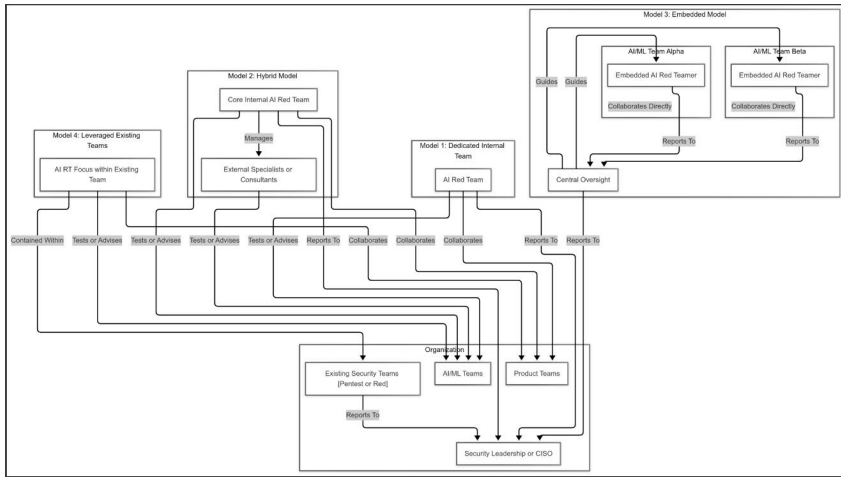 Model 3: Embedded Model
AI/ML Team Alpha
AI/ML Team Beta
Model 2: Hybrid Model
Embedded AI Red Teamer
Embedded AI Red Teamer
Guides
Guides
Core Internal AI Red Team
Collaborates Directly
Collaborates Directly
Model 4: Leveraged Existing
Teams
Manages
Model 1: Dedicated Internal
Team
Reports To
Reports To
AI RT Focus within Existing
Team
External Specialists or
Consultants
AI Red Team
Central Oversight
Contained Within
Tests or Advises
Tests or Advises
Tests or Advises
Tests or Advises
Reports To
Collaborates
Collaborates
Collaborates
Reports To
Reports To
Organization
Existing Security Teams
[Pentest or Red]
AI/ML Teams
Product Teams
Reports To
Security Leadership or CISO